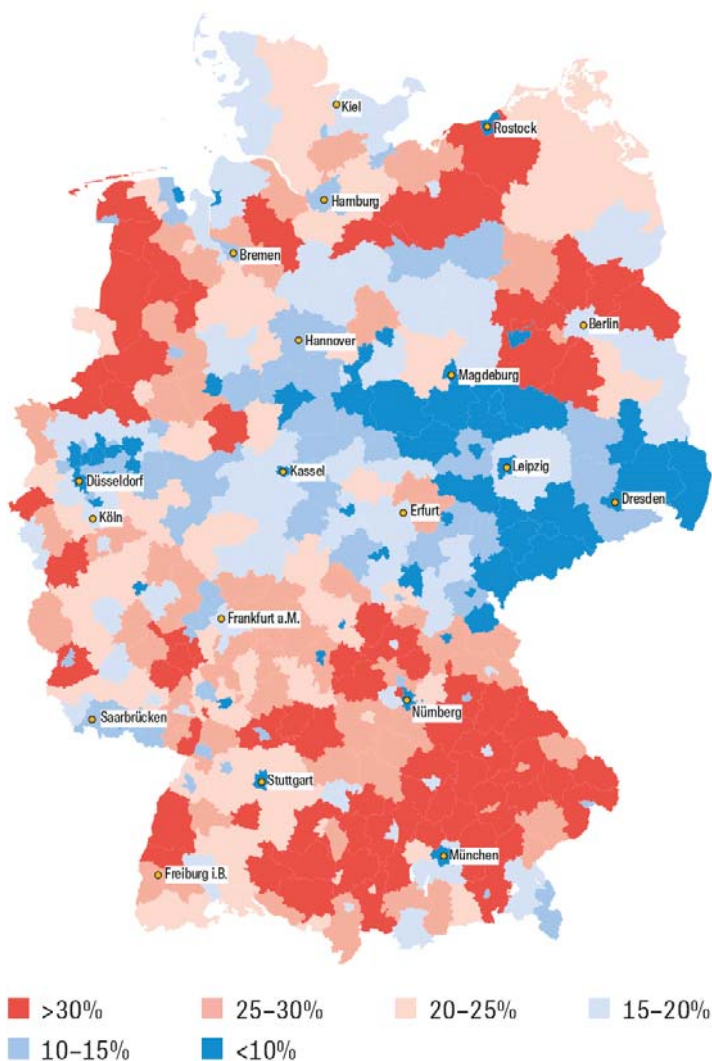 Kiel
Rostock
Hamburg
Bremen
Berlin
Hannover
Magdeburg
Düsseldorf
Kassel
Leipzig
Dresden
Köln
Erfurt
Frankfurt a.M.
Saarbrücken
Nürnberg
Stuttgart
München
Freiburg i.B.
>30% 25–30% 20–25% 15–20%
10–15% <10%